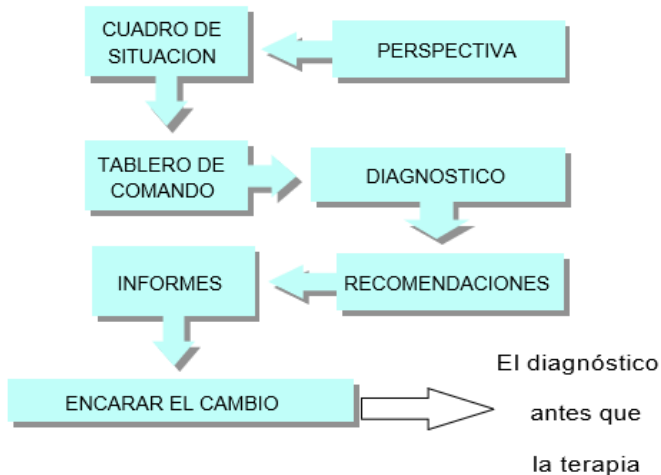 CUADRO DE
SITUACION
PERSPECTIVA
TABLERO DE
COMANDO
DIAGNOSTICO
INFORMES
RECOMENDACIONES
ENCARAR EL CAMBIO
El diagnóstico
antes que
la terapia